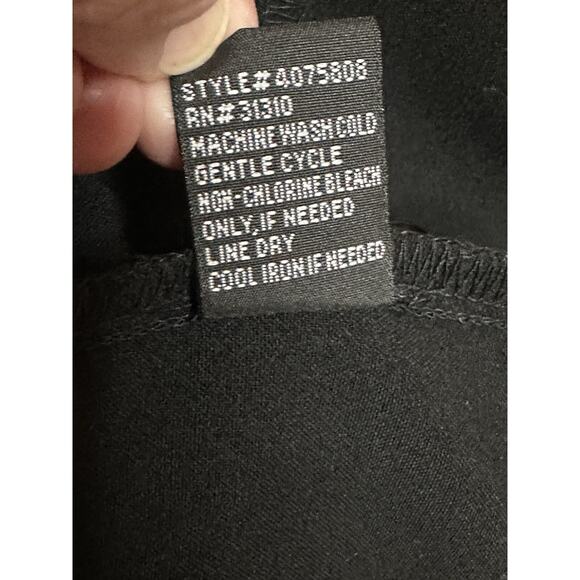 STYLE# 4075808
RN# 31310
MACHINE WASH COLD
GENTLE CYCLE
NON-CHLORINE BLEACH
ONLY, IF NEEDED
LINE DRY
COOL IRON IF NEEDED